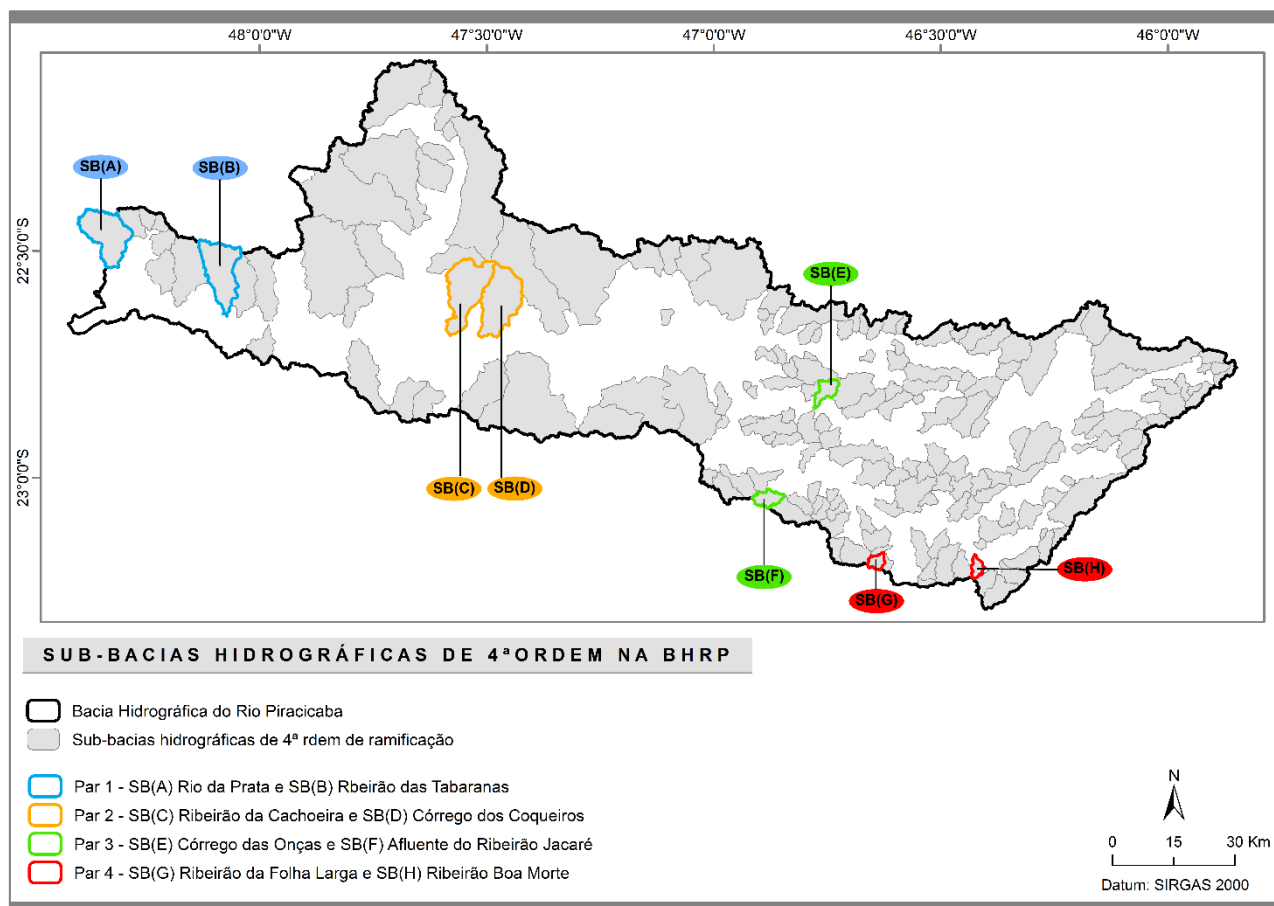 48°0'0"W 47°30'0"W 47°0'0"W 46°30'0"W 46°0'0"W
22°30'0"S
23°0'0"S
SB(A)
SB(B)
SB(E)
SB(C)
SB(D)
SB(F)
SB(G)
SB(H)
SUB-BACIAS HIDROGRÁFICAS DE 4ªORDEM NA BHRP
Bacia Hidrográfica do Rio Piracicaba
Sub-bacias hidrográficas de 4ª rdem de ramificação
Par 1 - SB(A) Rio da Prata e SB(B) Rbeirão das Tabaranas
Par 2 - SB(C) Ribeirão da Cachoeira e SB(D) Córrego dos Coqueiros
Par 3 - SB(E) Córrego das Onças e SB(F) Afluente do Ribeirão Jacaré
Par 4 - SB(G) Ribeirão da Folha Larga e SB(H) Ribeirão Boa Morte
N
0 15 30 Km
Datum: SIRGAS 2000